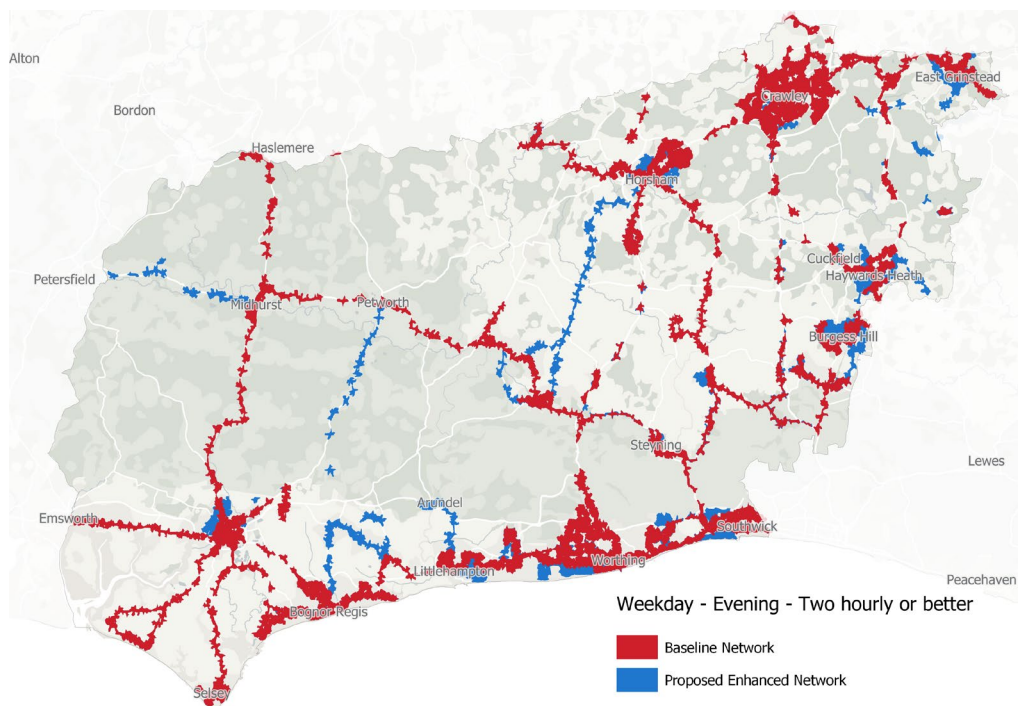 Alton
Bordon
Haslemere
Crawley
East Grinstead
Horsham
Cuckfield
Haywards Heath
Petersfield
Midhurst
Petworth
Burgess Hill
Steyning
Lewes
Arundel
Emsworth
Southwick
Worthing
Littlehampton
Peacehaven
Bognor Regis
Selsey
Weekday - Evening - Two hourly or better
Baseline Network
Proposed Enhanced Network